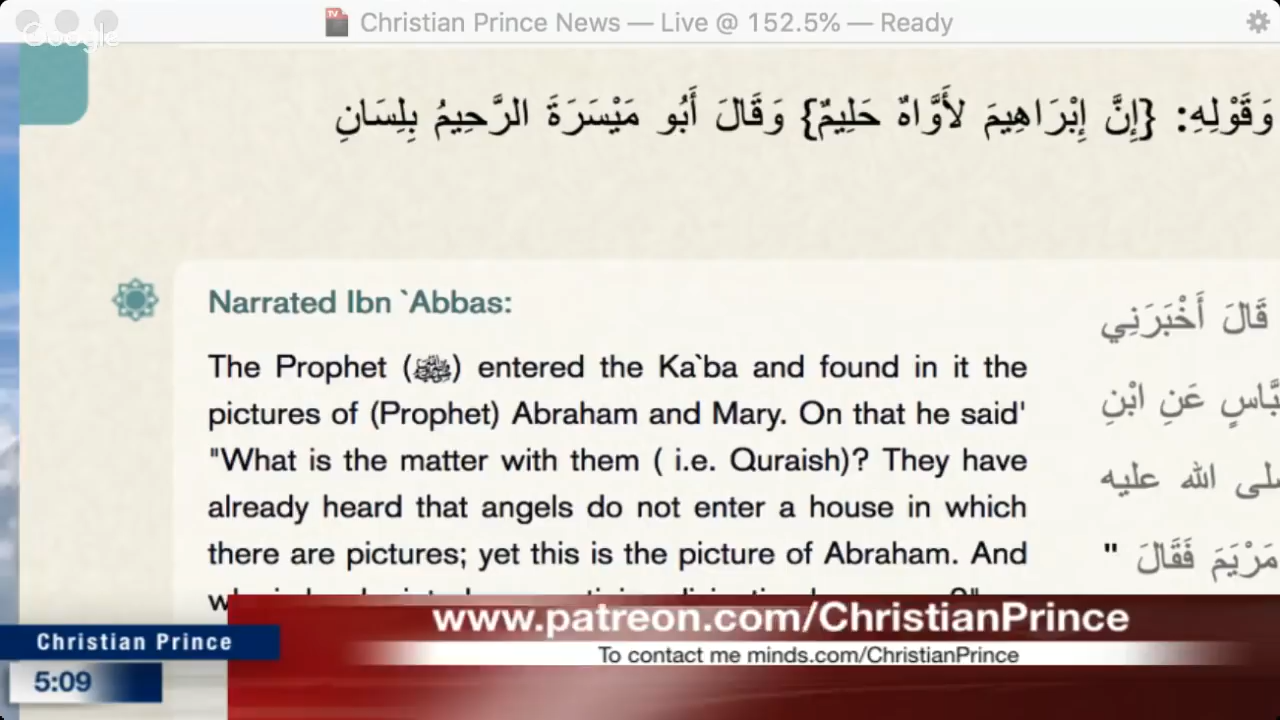 Christian Prince News — Live @ 152.5% — Ready
Google
وَقَوْلِهِ: {إِنَّ إِبْرَاهِيمَ لأَوَّاهٌ حَلِيمٌ} وَقَالَ أَبُو مَيْسَرَةَ الرَّحِيمُ بِلِسَانِ
Narrated Ibn `Abbas:
The Prophet (ﷺ) entered the Ka`ba and found in it the
pictures of (Prophet) Abraham and Mary. On that he said'
"What is the matter with them ( i.e. Quraish)? They have
already heard that angels do not enter a house in which
there are pictures; yet this is the picture of Abraham. And
قَالَ أَخْبَرَنِي
عَنِ ابْنِ
صلى الله عليه
مَرْيَمَ فَقَالَ "
www.patreon.com/ChristianPrince
To contact me minds.com/ChristianPrince
Christian Prince
5:09